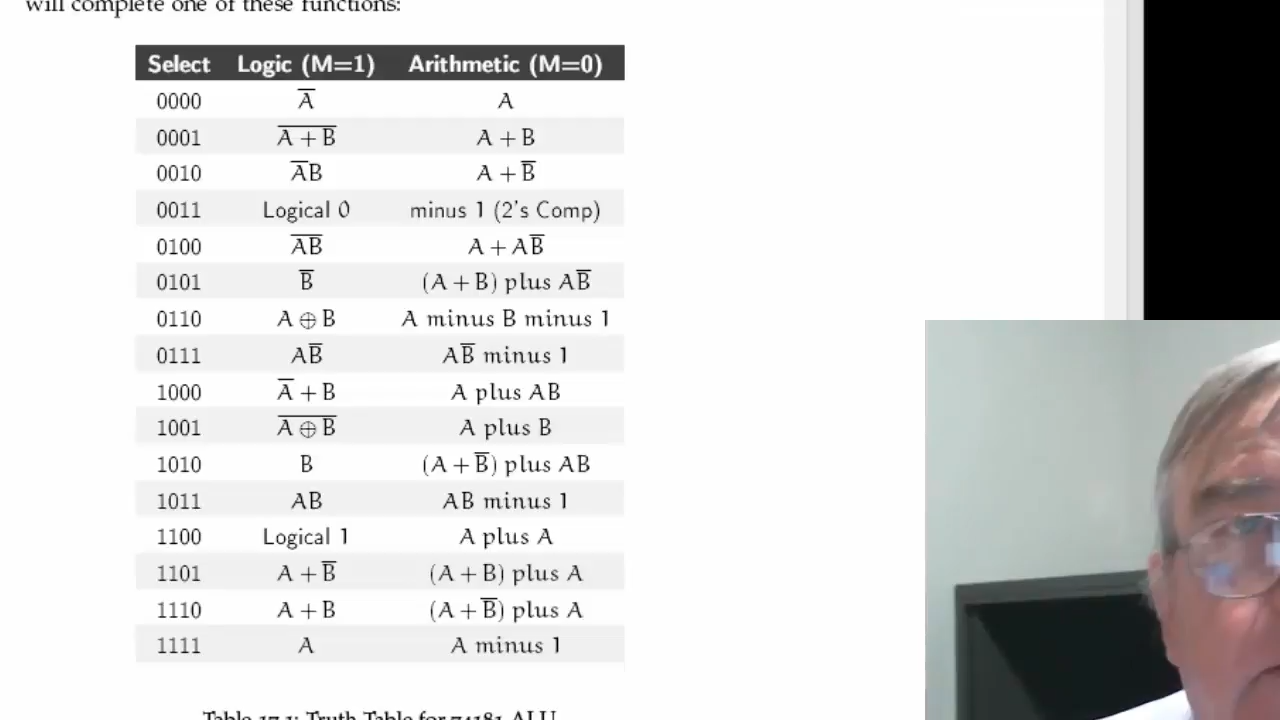 will complete one of these functions:
Select Logic (M=1) Arithmetic (M=0)
0000 A̅ A
0001 A̅ ̅+̅ ̅B̅ A + B
0010 A̅B A + B̅
0011 Logical 0 minus 1 (2's Comp)
0100 A̅B̅ A + AB̅
0101 B̅ (A + B) plus AB̅
0110 A ⊕ B A minus B minus 1
0111 AB̅ AB̅ minus 1
1000 A̅ + B A plus AB
1001 A̅ ̅⊕̅ ̅B̅ A plus B
1010 B (A + B̅) plus AB
1011 AB AB minus 1
1100 Logical 1 A plus A
1101 A + B̅ (A + B) plus A
1110 A + B (A + B̅) plus A
1111 A A minus 1
Table 17.1: Truth Table for 74181 ALU